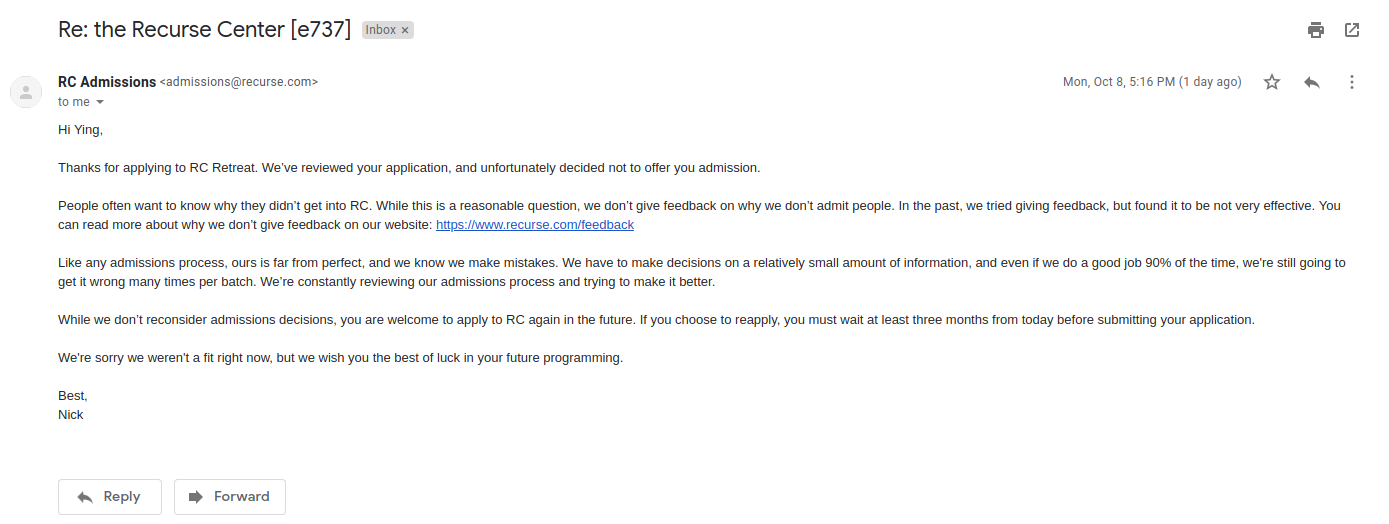 Re: the Recurse Center [e737] Inbox ×
RC Admissions <admissions@recurse.com> Mon, Oct 8, 5:16 PM (1 day ago)
to me
Hi Ying,
Thanks for applying to RC Retreat. We’ve reviewed your application, and unfortunately decided not to offer you admission.
People often want to know why they didn’t get into RC. While this is a reasonable question, we don’t give feedback on why we don’t admit people. In the past, we tried giving feedback, but found it to be not very effective. You
can read more about why we don’t give feedback on our website: https://www.recurse.com/feedback
Like any admissions process, ours is far from perfect, and we know we make mistakes. We have to make decisions on a relatively small amount of information, and even if we do a good job 90% of the time, we're still going to
get it wrong many times per batch. We’re constantly reviewing our admissions process and trying to make it better.
While we don’t reconsider admissions decisions, you are welcome to apply to RC again in the future. If you choose to reapply, you must wait at least three months from today before submitting your application.
We're sorry we weren't a fit right now, but we wish you the best of luck in your future programming.
Best,
Nick
Reply Forward